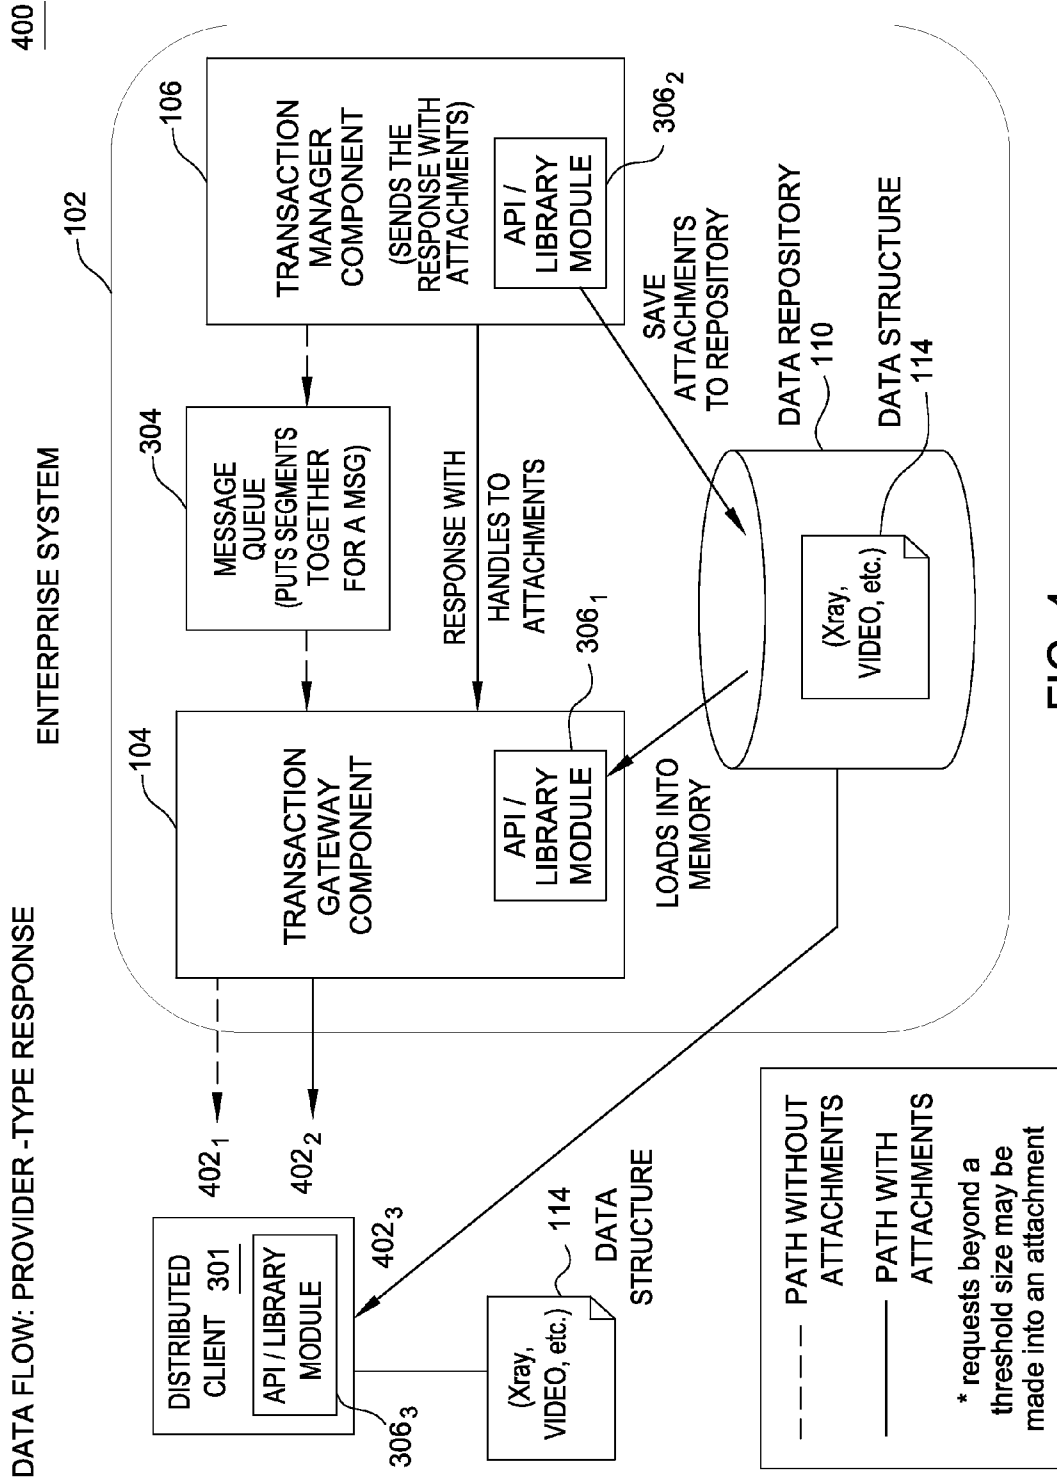 DATA FLOW: PROVIDER -TYPE RESPONSE
400
ENTERPRISE SYSTEM
102
DISTRIBUTED
CLIENT 301
API / LIBRARY
MODULE
306₃
402₁
402₂
402₃
(Xray,
VIDEO, etc.)
114
DATA
STRUCTURE
104
TRANSACTION
GATEWAY
COMPONENT
API /
LIBRARY
MODULE
306₁
304
MESSAGE
QUEUE
(PUTS SEGMENTS
TOGETHER
FOR A MSG)
RESPONSE WITH
HANDLES TO
ATTACHMENTS
106
TRANSACTION
MANAGER
COMPONENT
(SENDS THE
RESPONSE WITH
ATTACHMENTS)
API /
LIBRARY
MODULE
306₂
LOADS INTO
MEMORY
SAVE
ATTACHMENTS
TO REPOSITORY
(Xray,
VIDEO, etc.)
DATA REPOSITORY
110
DATA STRUCTURE
114
PATH WITHOUT
ATTACHMENTS
PATH WITH
ATTACHMENTS
* requests beyond a
threshold size may be
made into an attachment